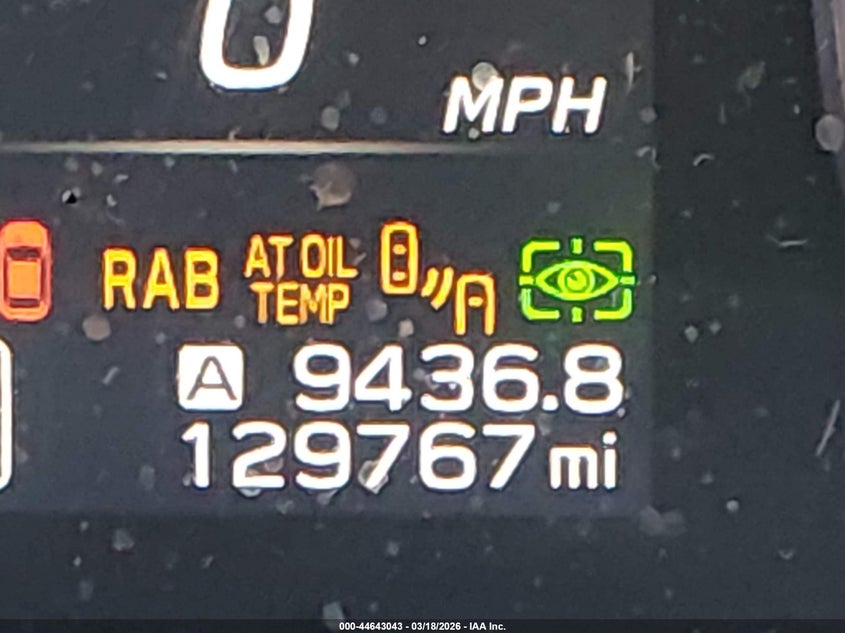 0
MPH
RAB AT OIL TEMP
A 9436.8
129767 mi
000-44643043 - 03/18/2026 - IAA Inc.